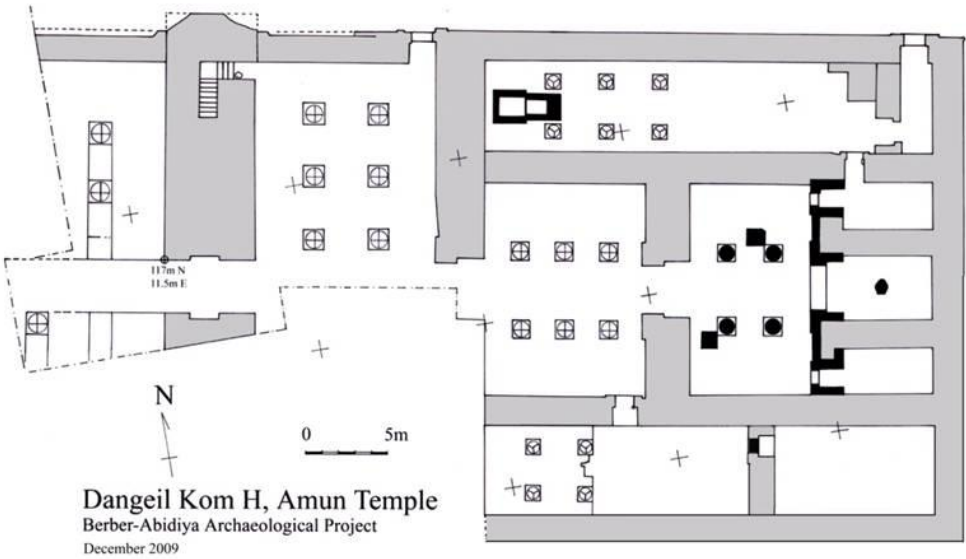 117m N
11.5m E
N
0 5m
Dangeil Kom H, Amun Temple
Berber-Abidiya Archaeological Project
December 2009